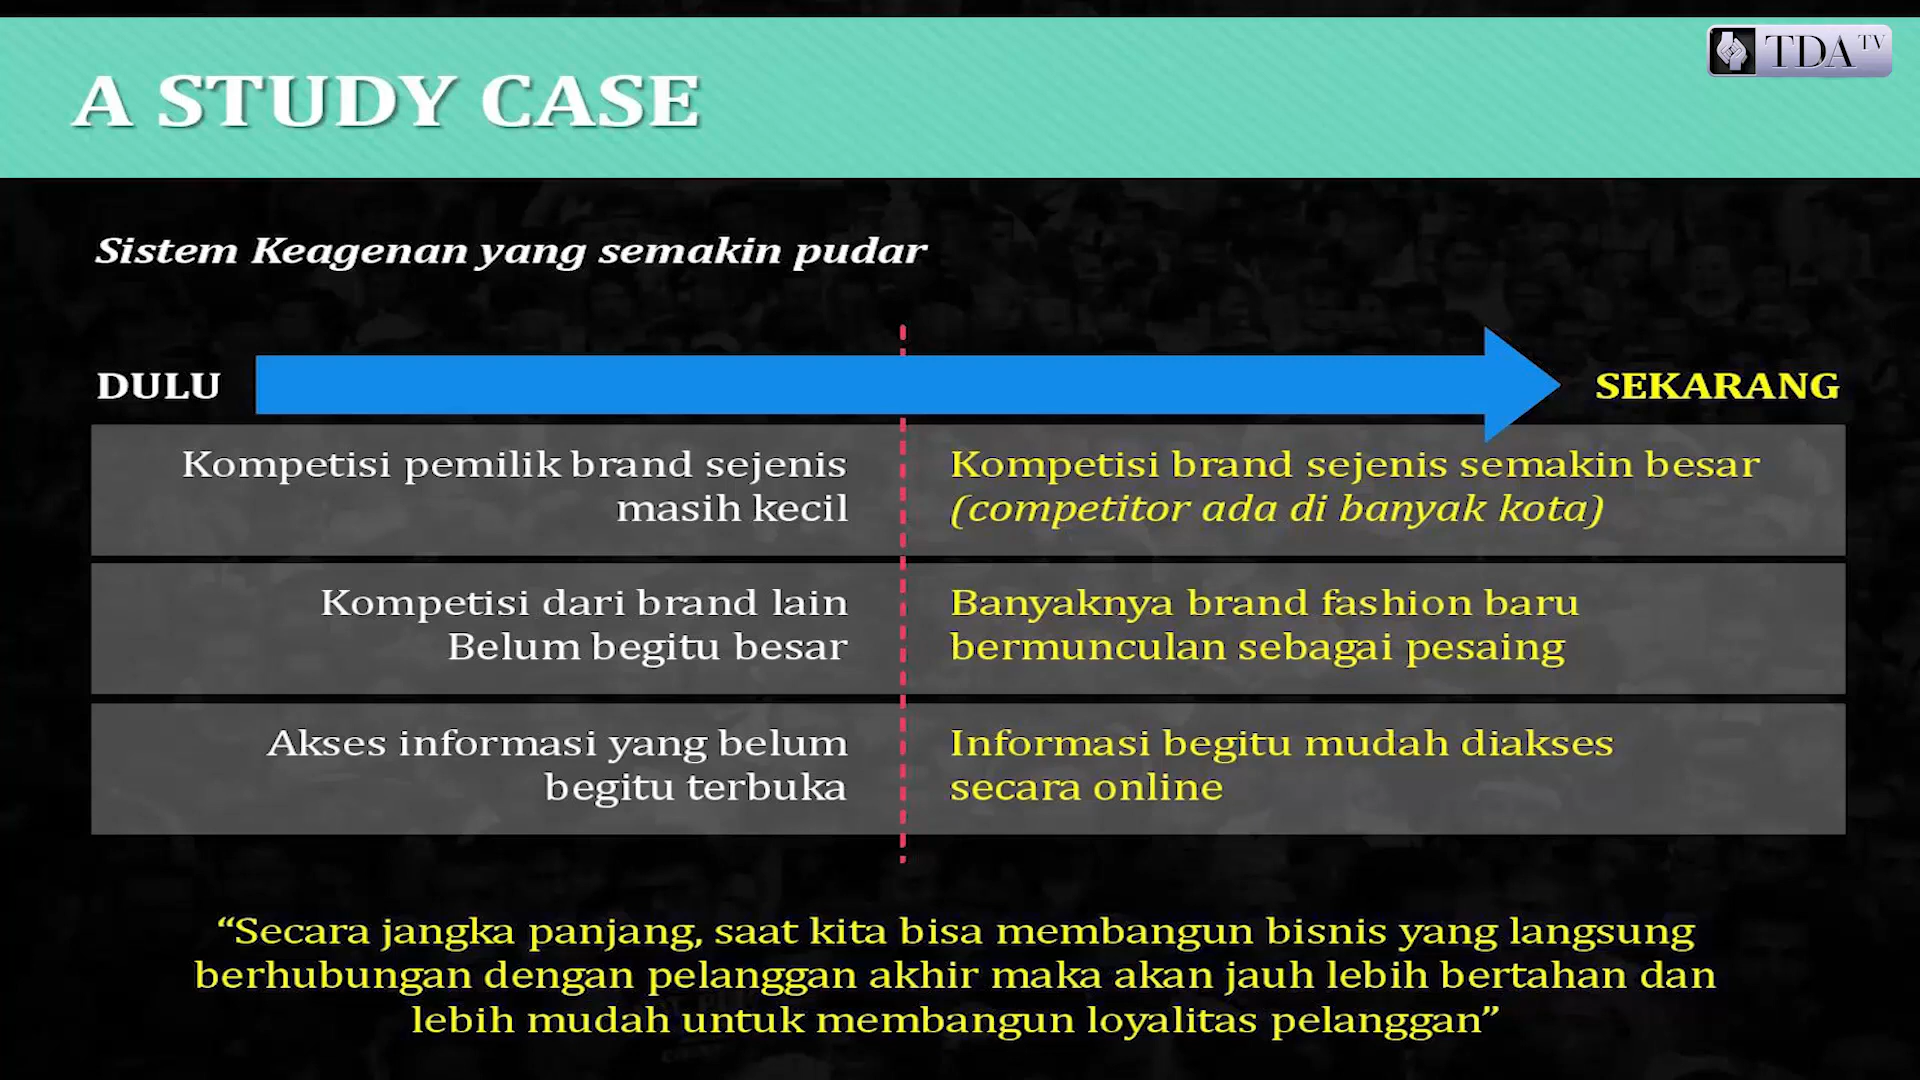 A STUDY CASE
TDA TV
Sistem Keagenan yang semakin pudar
DULU
SEKARANG
Kompetisi pemilik brand sejenis
masih kecil
Kompetisi brand sejenis semakin besar
(competitor ada di banyak kota)
Kompetisi dari brand lain
Belum begitu besar
Banyaknya brand fashion baru
bermunculan sebagai pesaing
Akses informasi yang belum
begitu terbuka
Informasi begitu mudah diakses
secara online
“Secara jangka panjang, saat kita bisa membangun bisnis yang langsung
berhubungan dengan pelanggan akhir maka akan jauh lebih bertahan dan
lebih mudah untuk membangun loyalitas pelanggan”